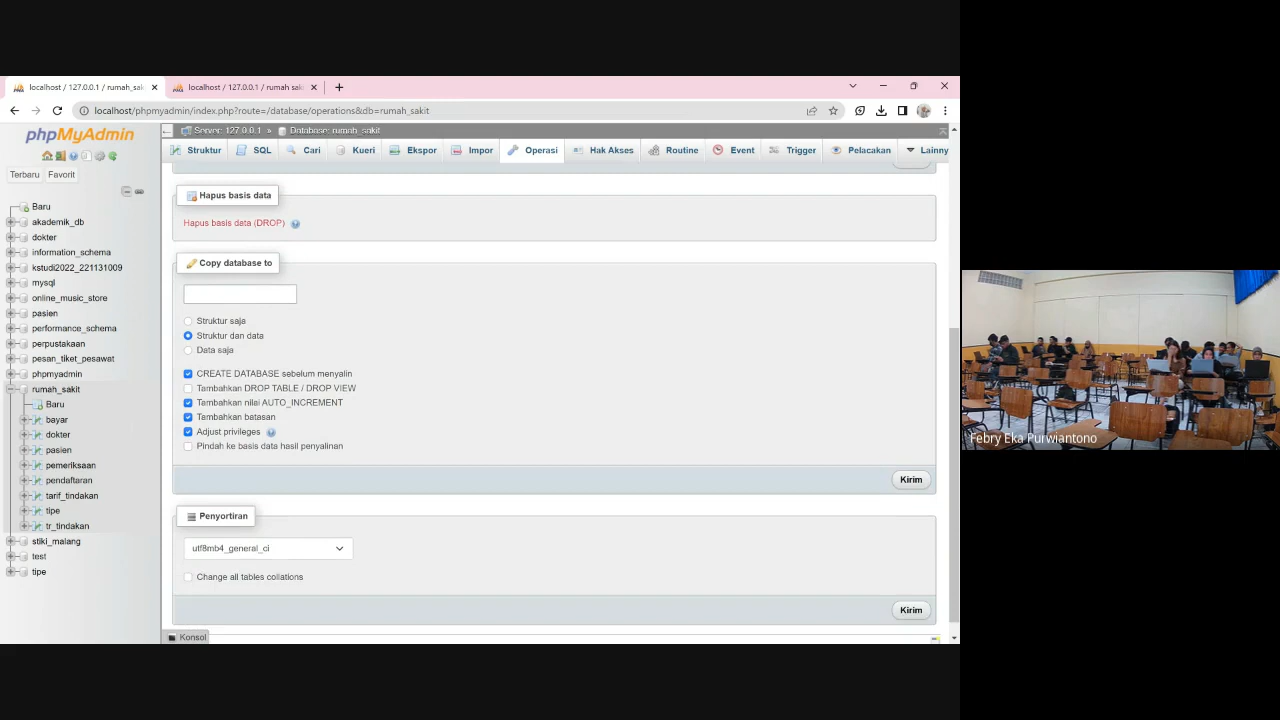 localhost / 127.0.0.1 / rumah_sak
localhost / 127.0.0.1 / rumah sak
localhost/phpmyadmin/index.php?route=/database/operations&db=rumah_sakit
phpMyAdmin
Terbaru
Favorit
Baru
akademik_db
dokter
information_schema
kstudi2022_221131009
mysql
online_music_store
pasien
performance_schema
perpustakaan
pesan_tiket_pesawat
phpmyadmin
rumah_sakit
Baru
bayar
dokter
pasien
pemeriksaan
pendaftaran
tarif_tindakan
tipe
tr_tindakan
stiki_malang
test
tipe
Server: 127.0.0.1 » Database: rumah_sakit
Struktur
SQL
Cari
Kueri
Ekspor
Impor
Operasi
Hak Akses
Routine
Event
Trigger
Pelacakan
Lainny
Hapus basis data
Hapus basis data (DROP)
Copy database to
Struktur saja
Struktur dan data
Data saja
CREATE DATABASE sebelum menyalin
Tambahkan DROP TABLE / DROP VIEW
Tambahkan nilai AUTO_INCREMENT
Tambahkan batasan
Adjust privileges
Pindah ke basis data hasil penyalinan
Kirim
Penyortiran
utf8mb4_general_ci
Change all tables collations
Kirim
Konsol
Febry Eka Purwiantono